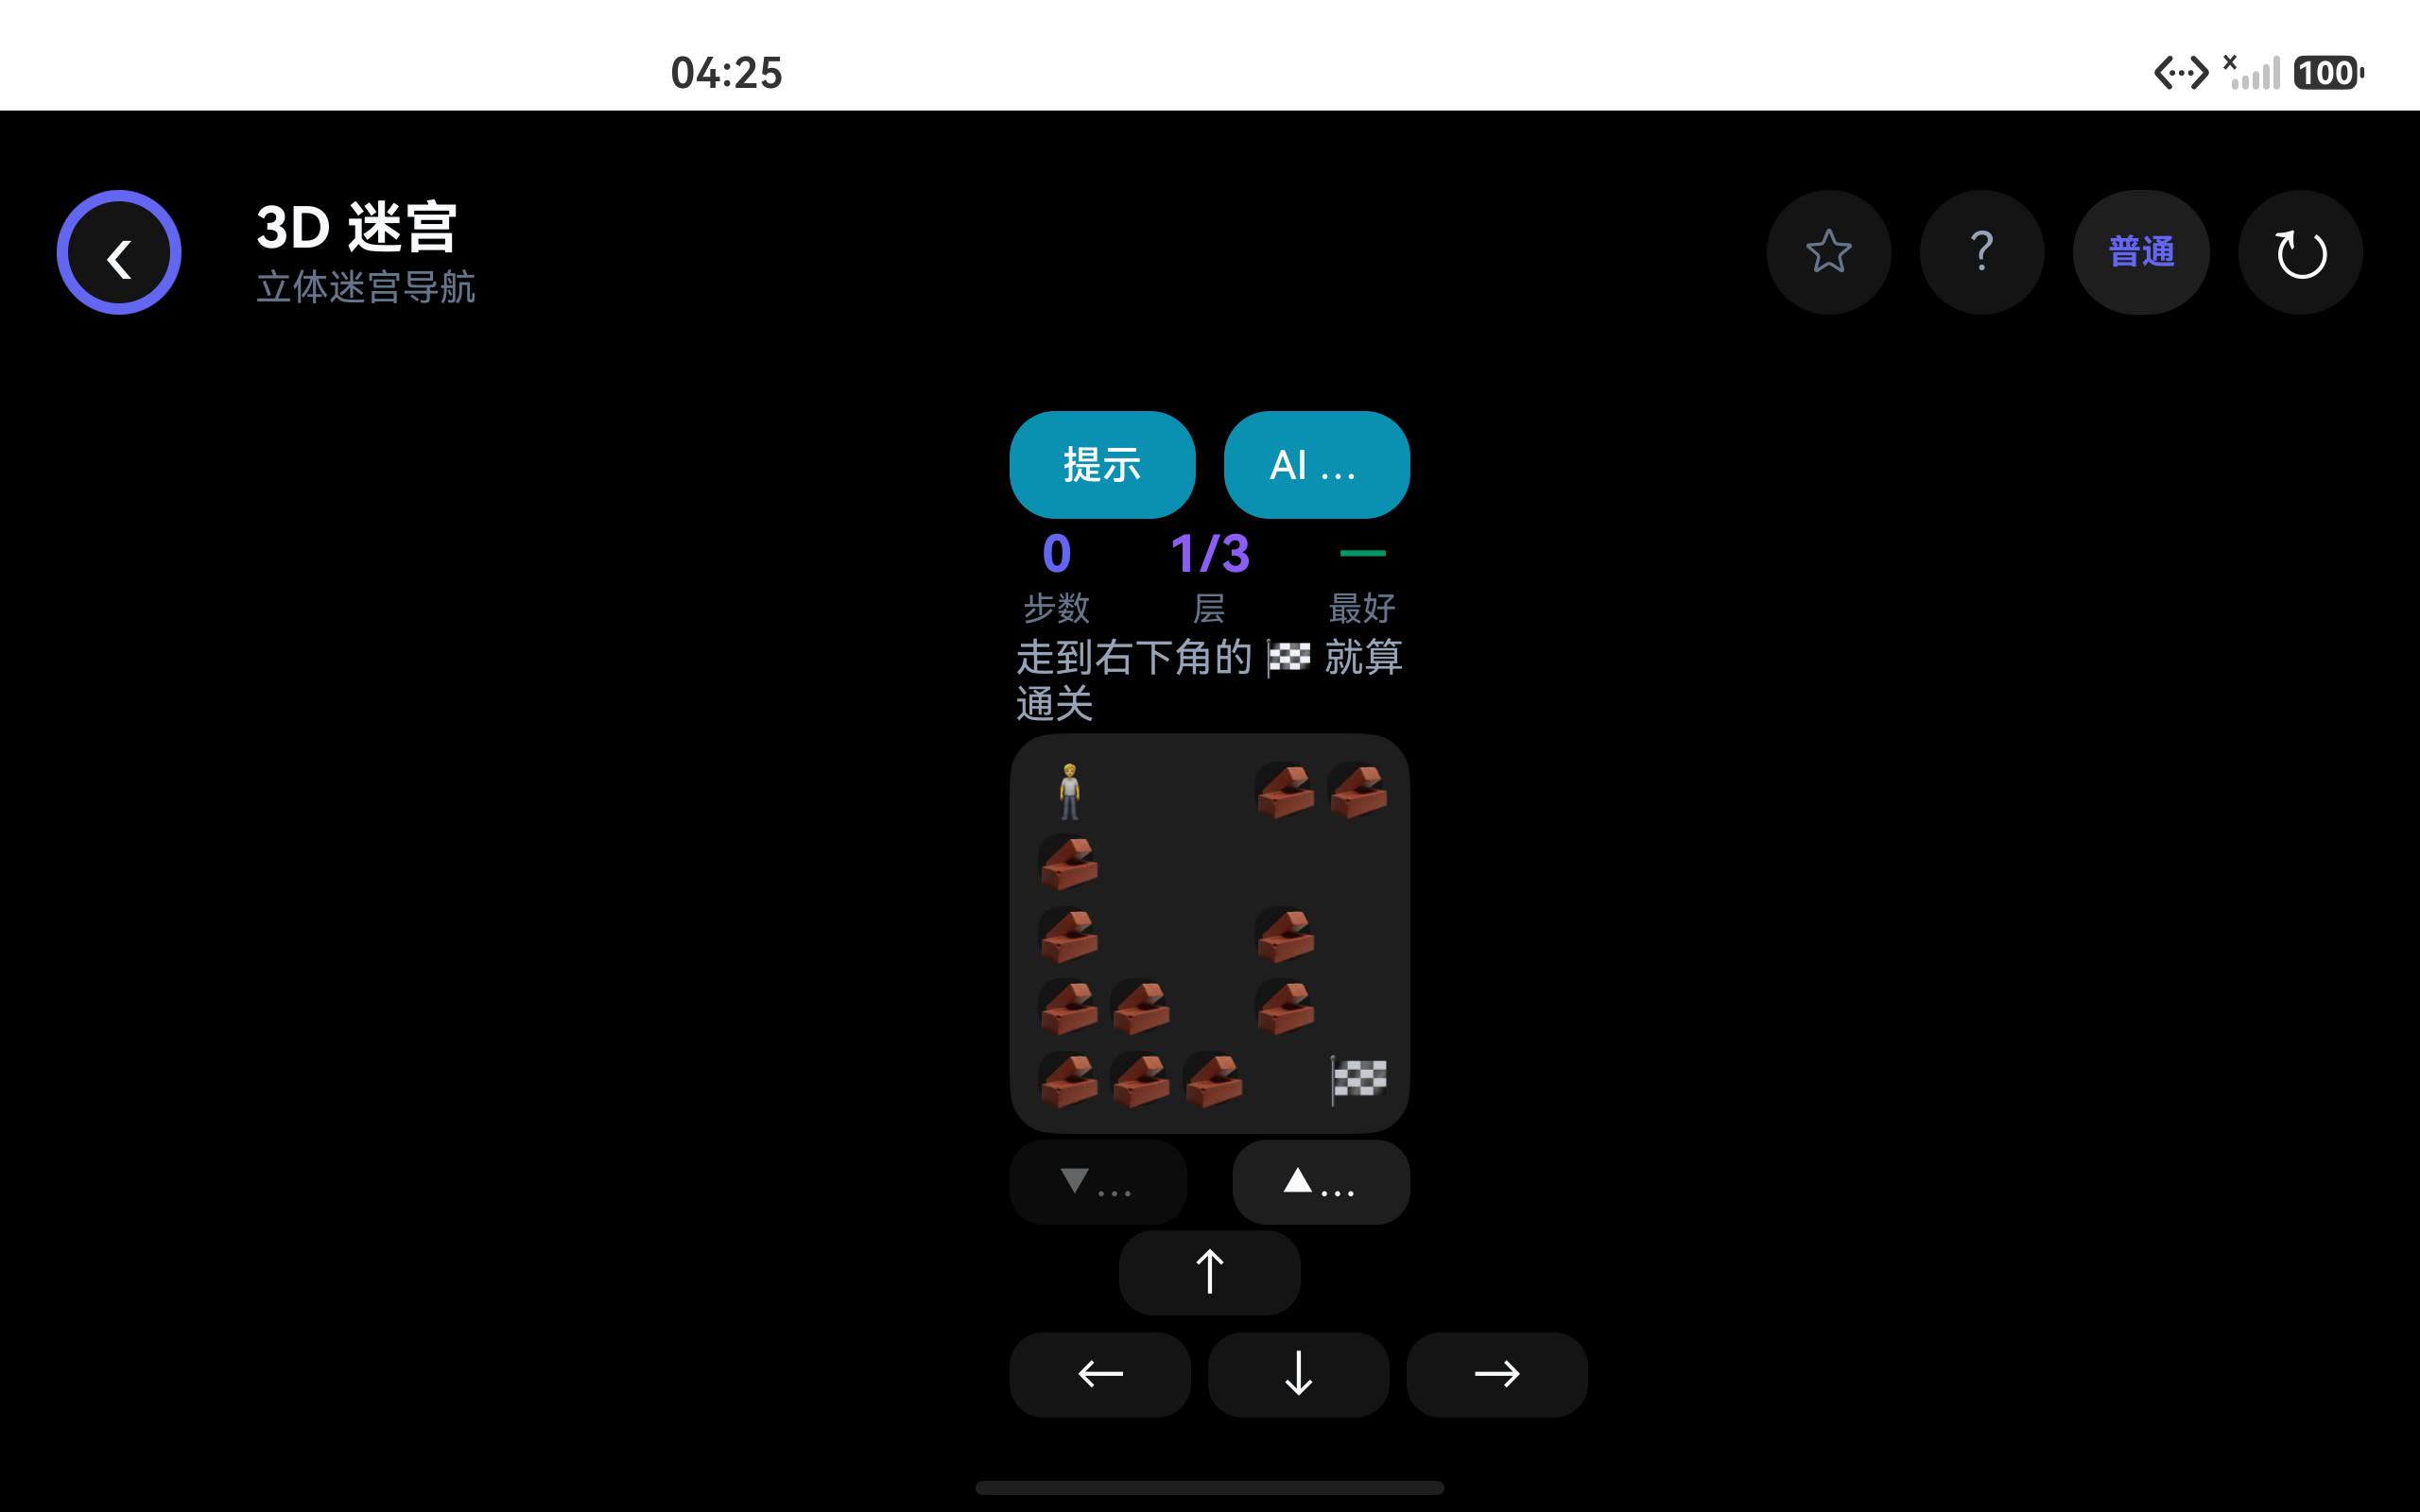 04:25
100
3D 迷宫
立体迷宫导航
?
普通
提示
AI ...
0
1/3
—
步数
层
最好
走到右下角的 🏁 就算
通关
▼...
▲...
↑
← ↓ →